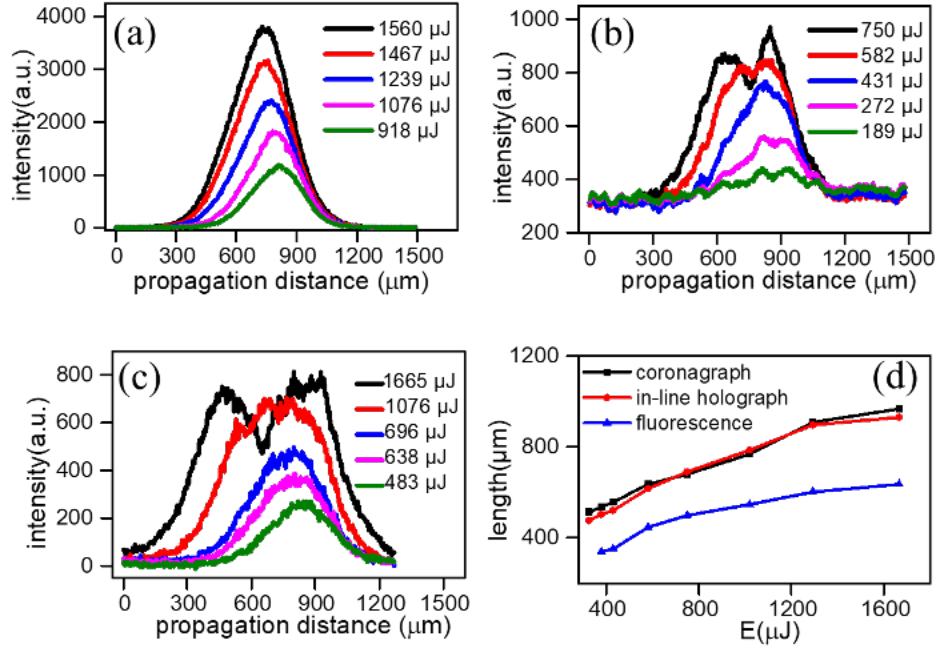 (a)
1560 μJ
1467 μJ
1239 μJ
1076 μJ
918 μJ
intensity(a.u.)
4000
3000
2000
1000
0
0 300 600 900 1200 1500
propagation distance (μm)
(b)
750 μJ
582 μJ
431 μJ
272 μJ
189 μJ
intensity(a.u.)
1000
800
600
400
200
0 300 600 900 1200 1500
propagation distance (μm)
(c)
1665 μJ
1076 μJ
696 μJ
638 μJ
483 μJ
intensity(a.u.)
800
600
400
200
0
0 300 600 900 1200 1500
propagation distance (μm)
(d)
coronagraph
in-line holograph
fluorescence
length(μm)
1200
800
400
400 800 1200 1600
E(μJ)